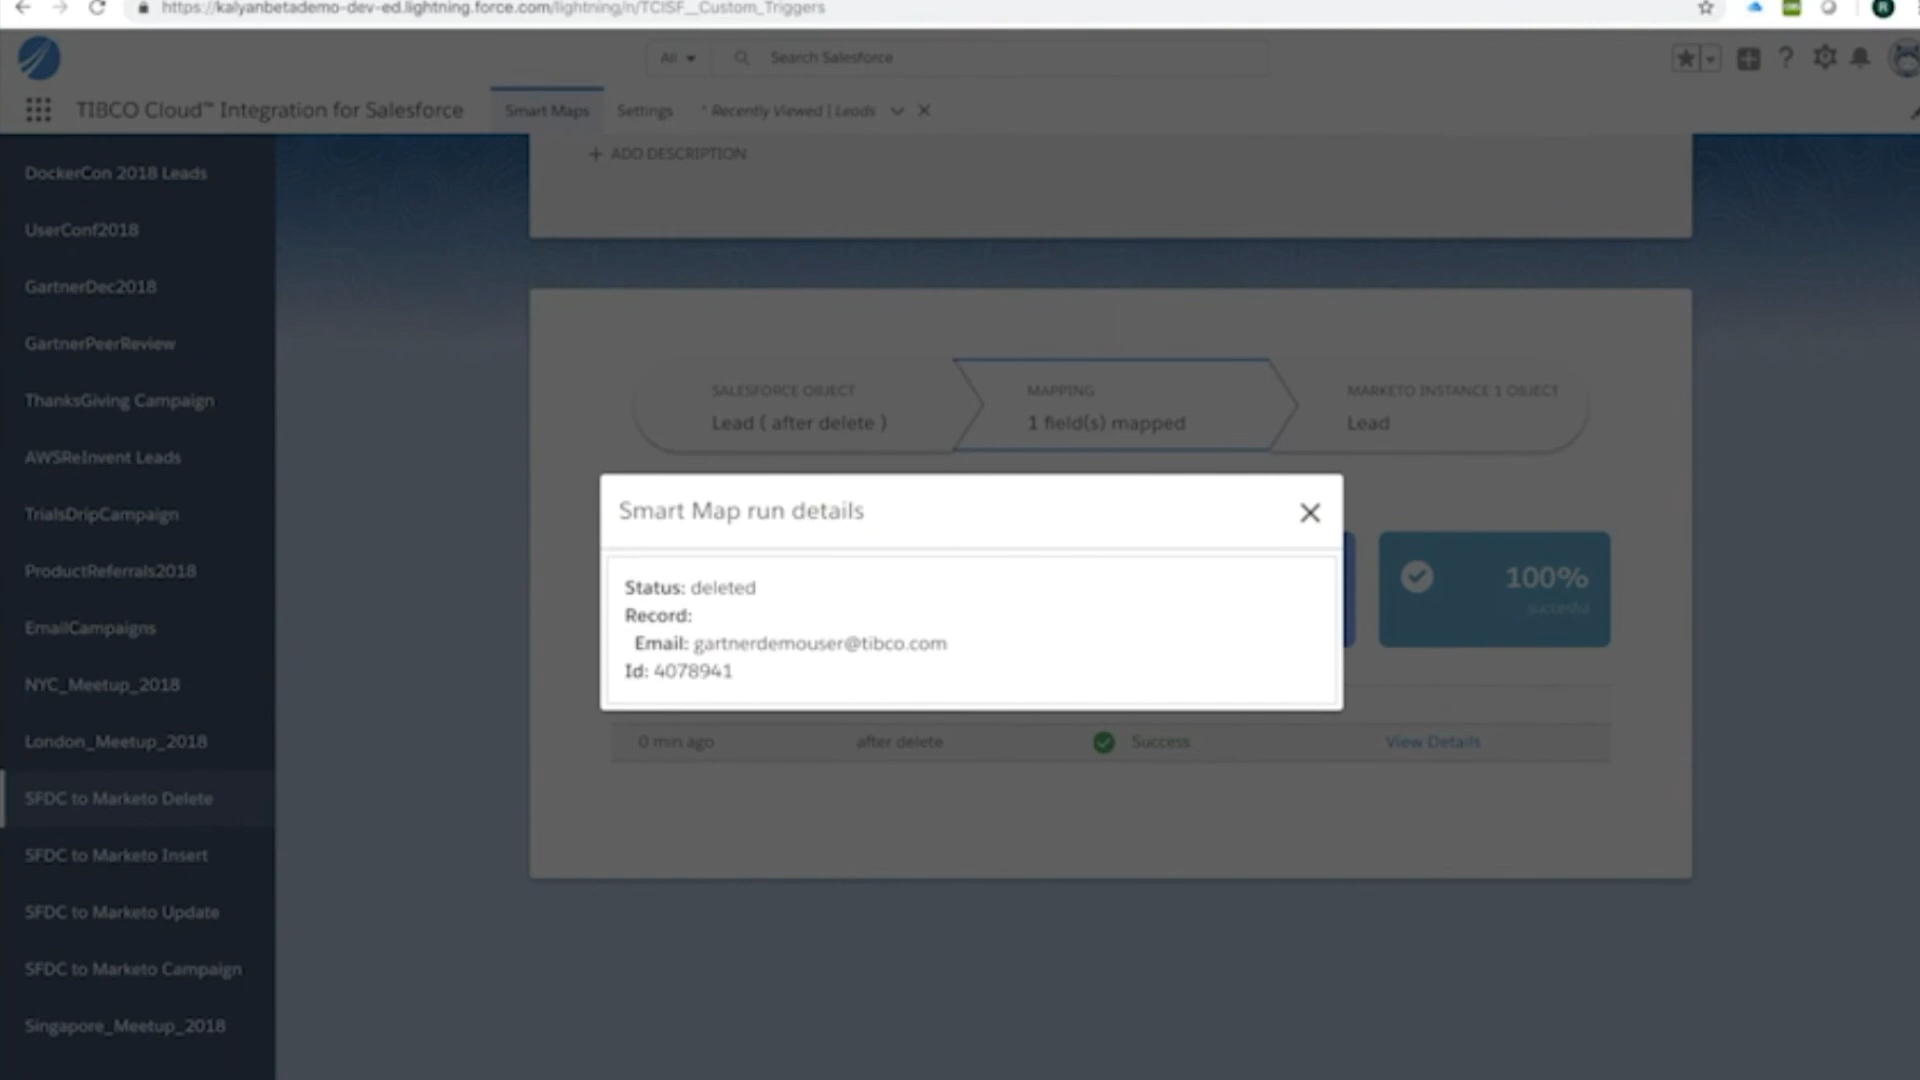 https://kalyanbetademo-dev-ed.lightning.force.com/lightning/n/TCISF__Custom_Triggers
All
Search Salesforce
TIBCO Cloud™ Integration for Salesforce
Smart Maps
Settings
* Recently Viewed | Leads
DockerCon 2018 Leads
UserConf2018
GartnerDec2018
GartnerPeerReview
ThanksGiving Campaign
AWSReInvent Leads
TrialsDripCampaign
ProductReferrals2018
EmailCampaigns
NYC_Meetup_2018
London_Meetup_2018
SFDC to Marketo Delete
SFDC to Marketo Insert
SFDC to Marketo Update
SFDC to Marketo Campaign
Singapore_Meetup_2018
+ ADD DESCRIPTION
SALESFORCE OBJECT
Lead ( after delete )
MAPPING
1 field(s) mapped
MARKETO INSTANCE 1 OBJECT
Lead
Smart Map run details
Status: deleted
Record:
Email: gartnerdemouser@tibco.com
Id: 4078941
100%
succesful
0 min ago
after delete
Success
View Details